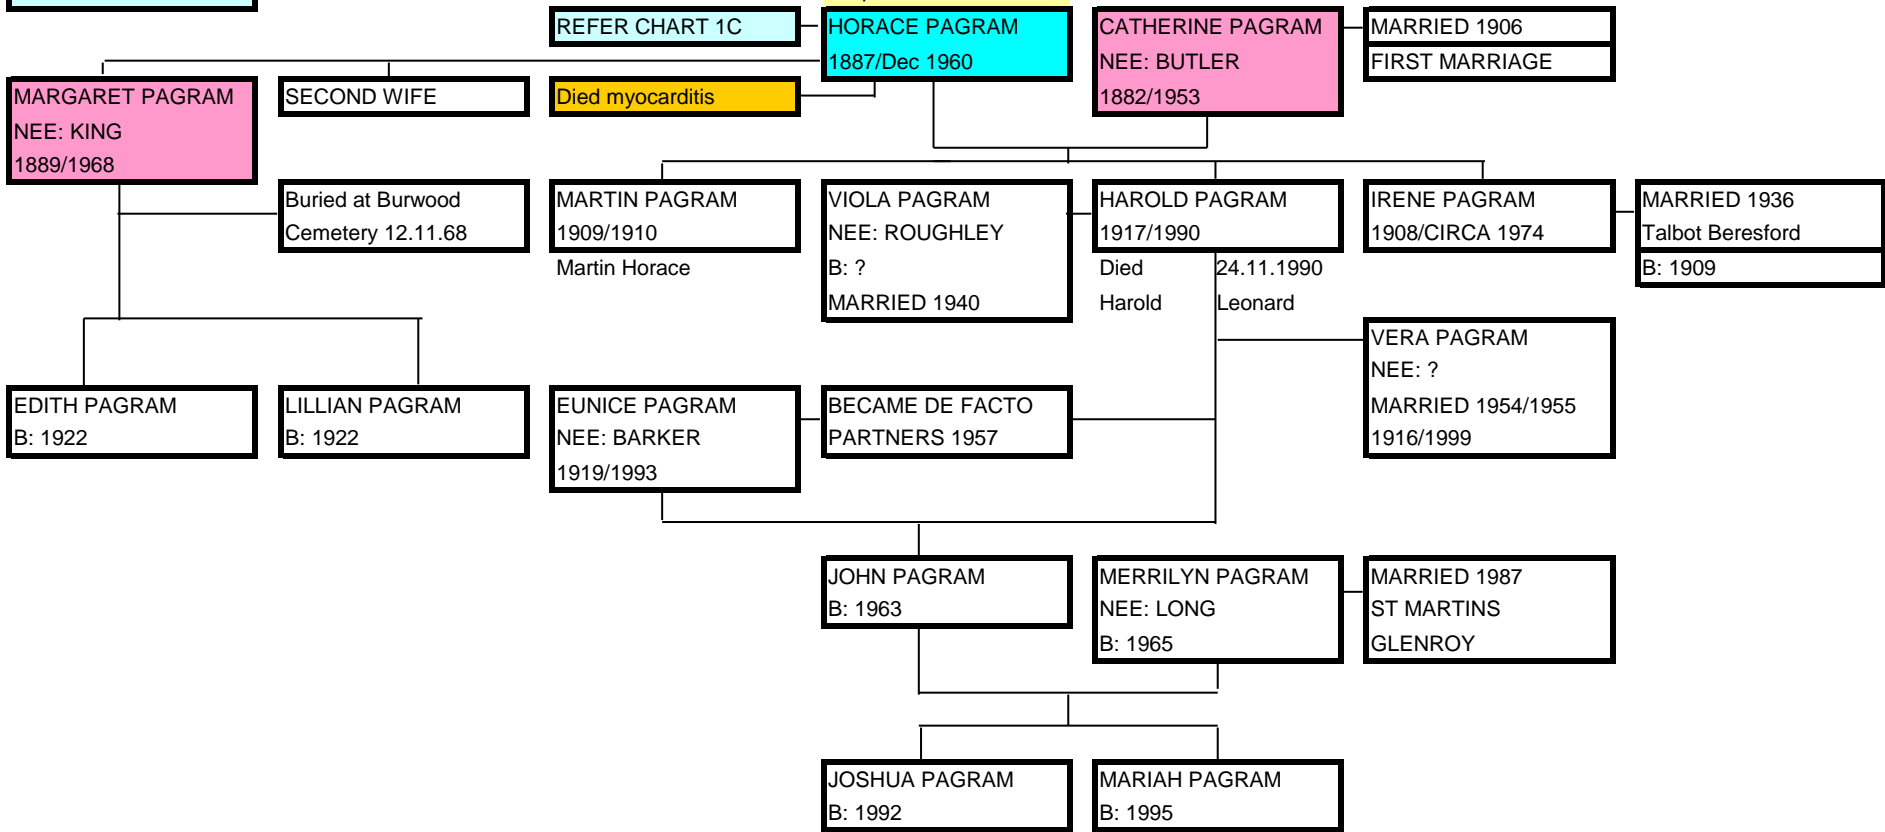 REFER CHART 1C
HORACE PAGRAM
1887/Dec 1960
CATHERINE PAGRAM
NEE: BUTLER
1882/1953
MARRIED 1906
FIRST MARRIAGE
MARGARET PAGRAM
NEE: KING
1889/1968
SECOND WIFE
Died myocarditis
Buried at Burwood
Cemetery 12.11.68
MARTIN PAGRAM
1909/1910
Martin Horace
VIOLA PAGRAM
NEE: ROUGHLEY
B: ?
MARRIED 1940
HAROLD PAGRAM
1917/1990
Died 24.11.1990
Harold Leonard
IRENE PAGRAM
1908/CIRCA 1974
MARRIED 1936
Talbot Beresford
B: 1909
VERA PAGRAM
NEE: ?
MARRIED 1954/1955
1916/1999
EDITH PAGRAM
B: 1922
LILLIAN PAGRAM
B: 1922
EUNICE PAGRAM
NEE: BARKER
1919/1993
BECAME DE FACTO
PARTNERS 1957
JOHN PAGRAM
B: 1963
MERRILYN PAGRAM
NEE: LONG
B: 1965
MARRIED 1987
ST MARTINS
GLENROY
JOSHUA PAGRAM
B: 1992
MARIAH PAGRAM
B: 1995